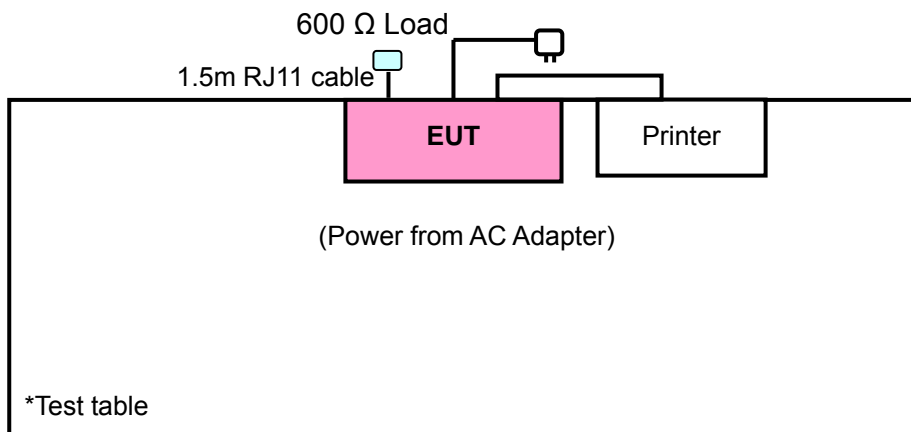 600 Ω Load
1.5m RJ11 cable
EUT
Printer
(Power from AC Adapter)
*Test table